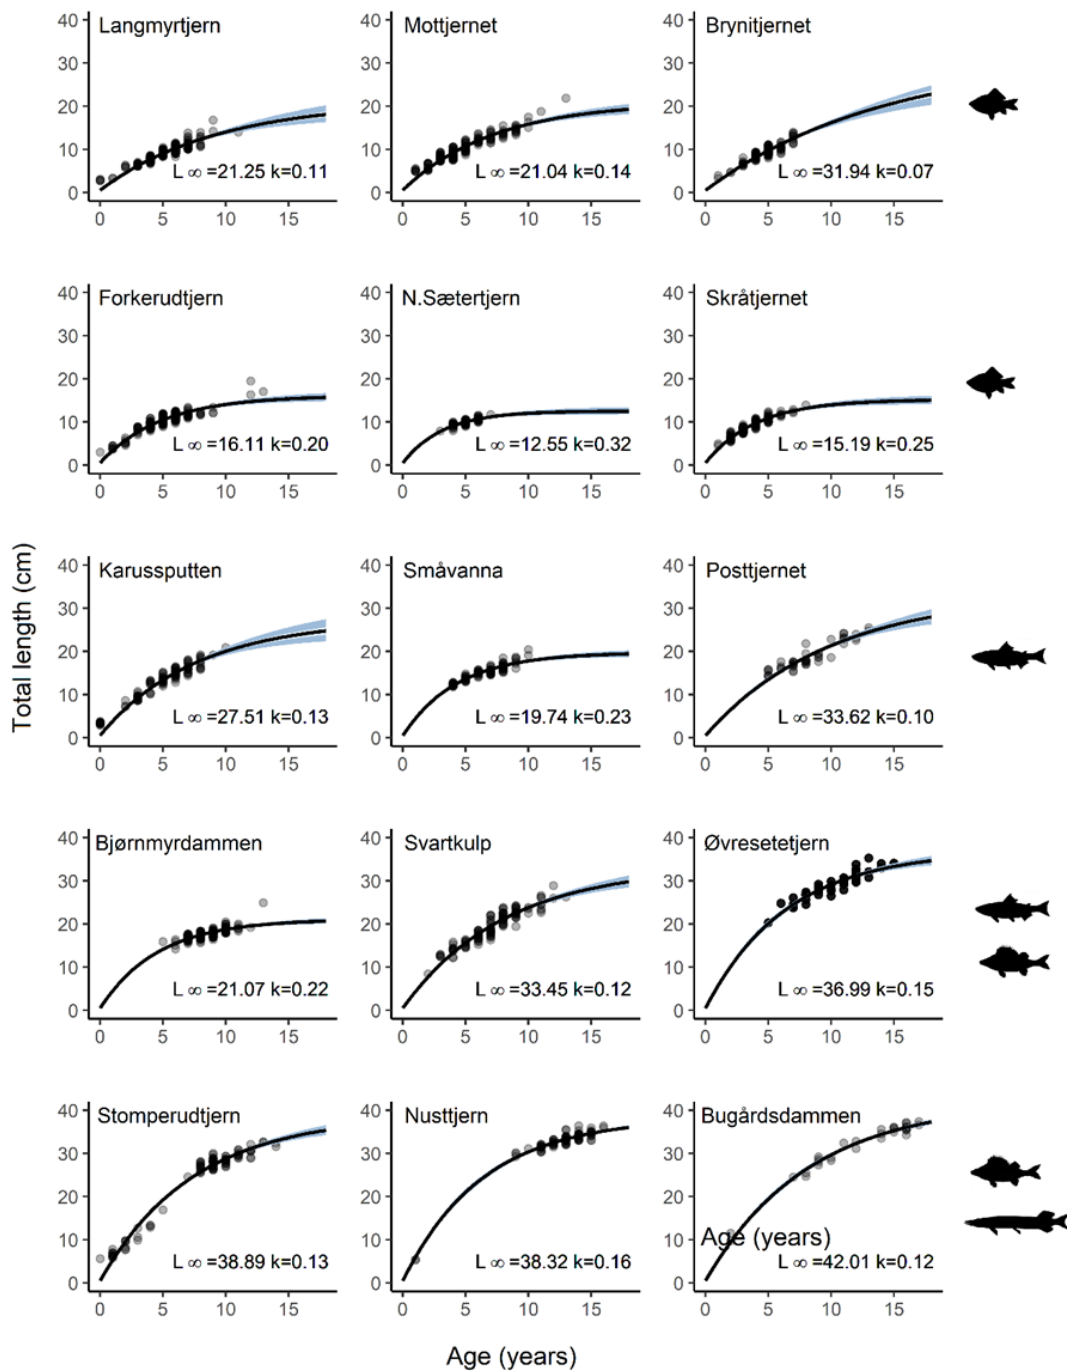 Langmyrtjern
Mottjernet
Brynitjernet
40
30
20
10
0
L ∞ =21.25 k=0.11
0 5 10 15
40
30
20
10
0
L ∞ =21.04 k=0.14
0 5 10 15
40
30
20
10
0
L ∞ =31.94 k=0.07
0 5 10 15
Forkerudtjern
N.Sætertjern
Skråtjernet
40
30
20
10
0
L ∞ =16.11 k=0.20
0 5 10 15
40
30
20
10
0
L ∞ =12.55 k=0.32
0 5 10 15
40
30
20
10
0
L ∞ =15.19 k=0.25
0 5 10 15
Total length (cm)
Karussputten
Småvanna
Posttjernet
40
30
20
10
0
L ∞ =27.51 k=0.13
0 5 10 15
40
30
20
10
0
L ∞ =19.74 k=0.23
0 5 10 15
40
30
20
10
0
L ∞ =33.62 k=0.10
0 5 10 15
Bjørnmyrdammen
Svartkulp
Øvresetetjern
40
30
20
10
0
L ∞ =21.07 k=0.22
0 5 10 15
40
30
20
10
0
L ∞ =33.45 k=0.12
0 5 10 15
40
30
20
10
0
L ∞ =36.99 k=0.15
0 5 10 15
Stomperudtjern
Nusttjern
Bugårdsdammen
40
30
20
10
0
L ∞ =38.89 k=0.13
0 5 10 15
40
30
20
10
0
L ∞ =38.32 k=0.16
0 5 10 15
40
30
20
10
0
Age (years)
L ∞ =42.01 k=0.12
0 5 10 15
Age (years)